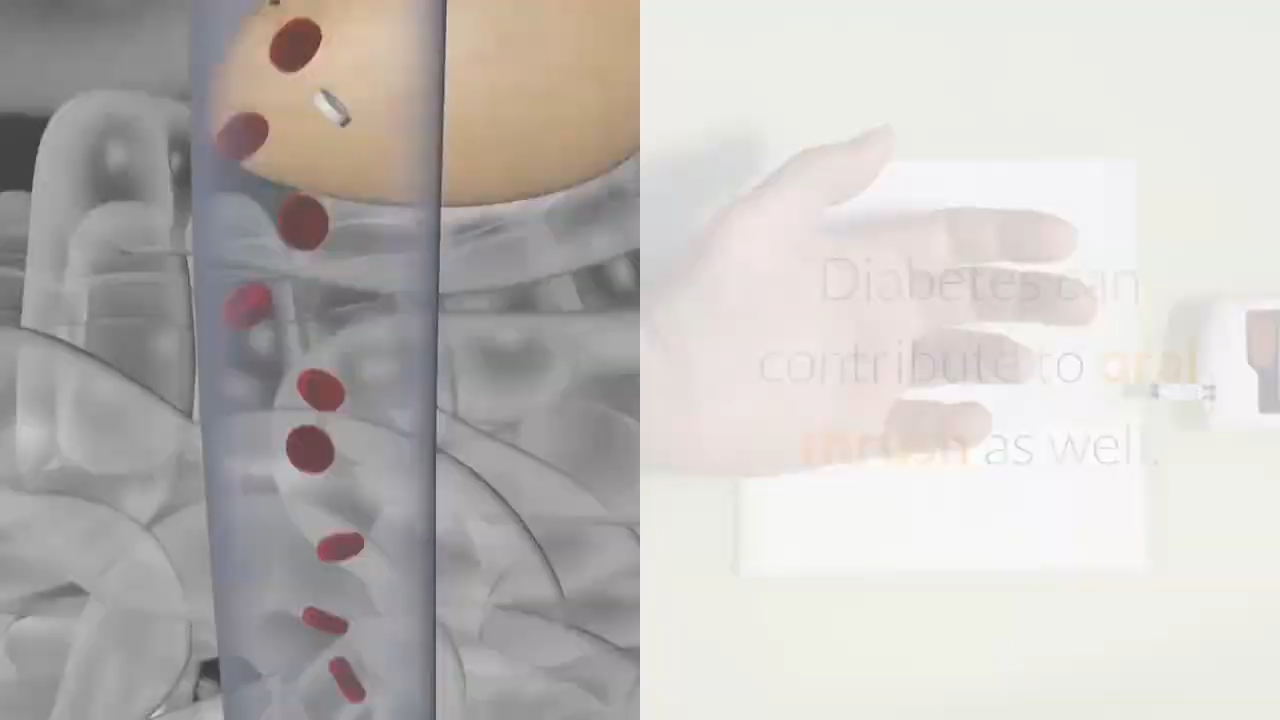 Diabetes can
contribute to oral
thrush as well.